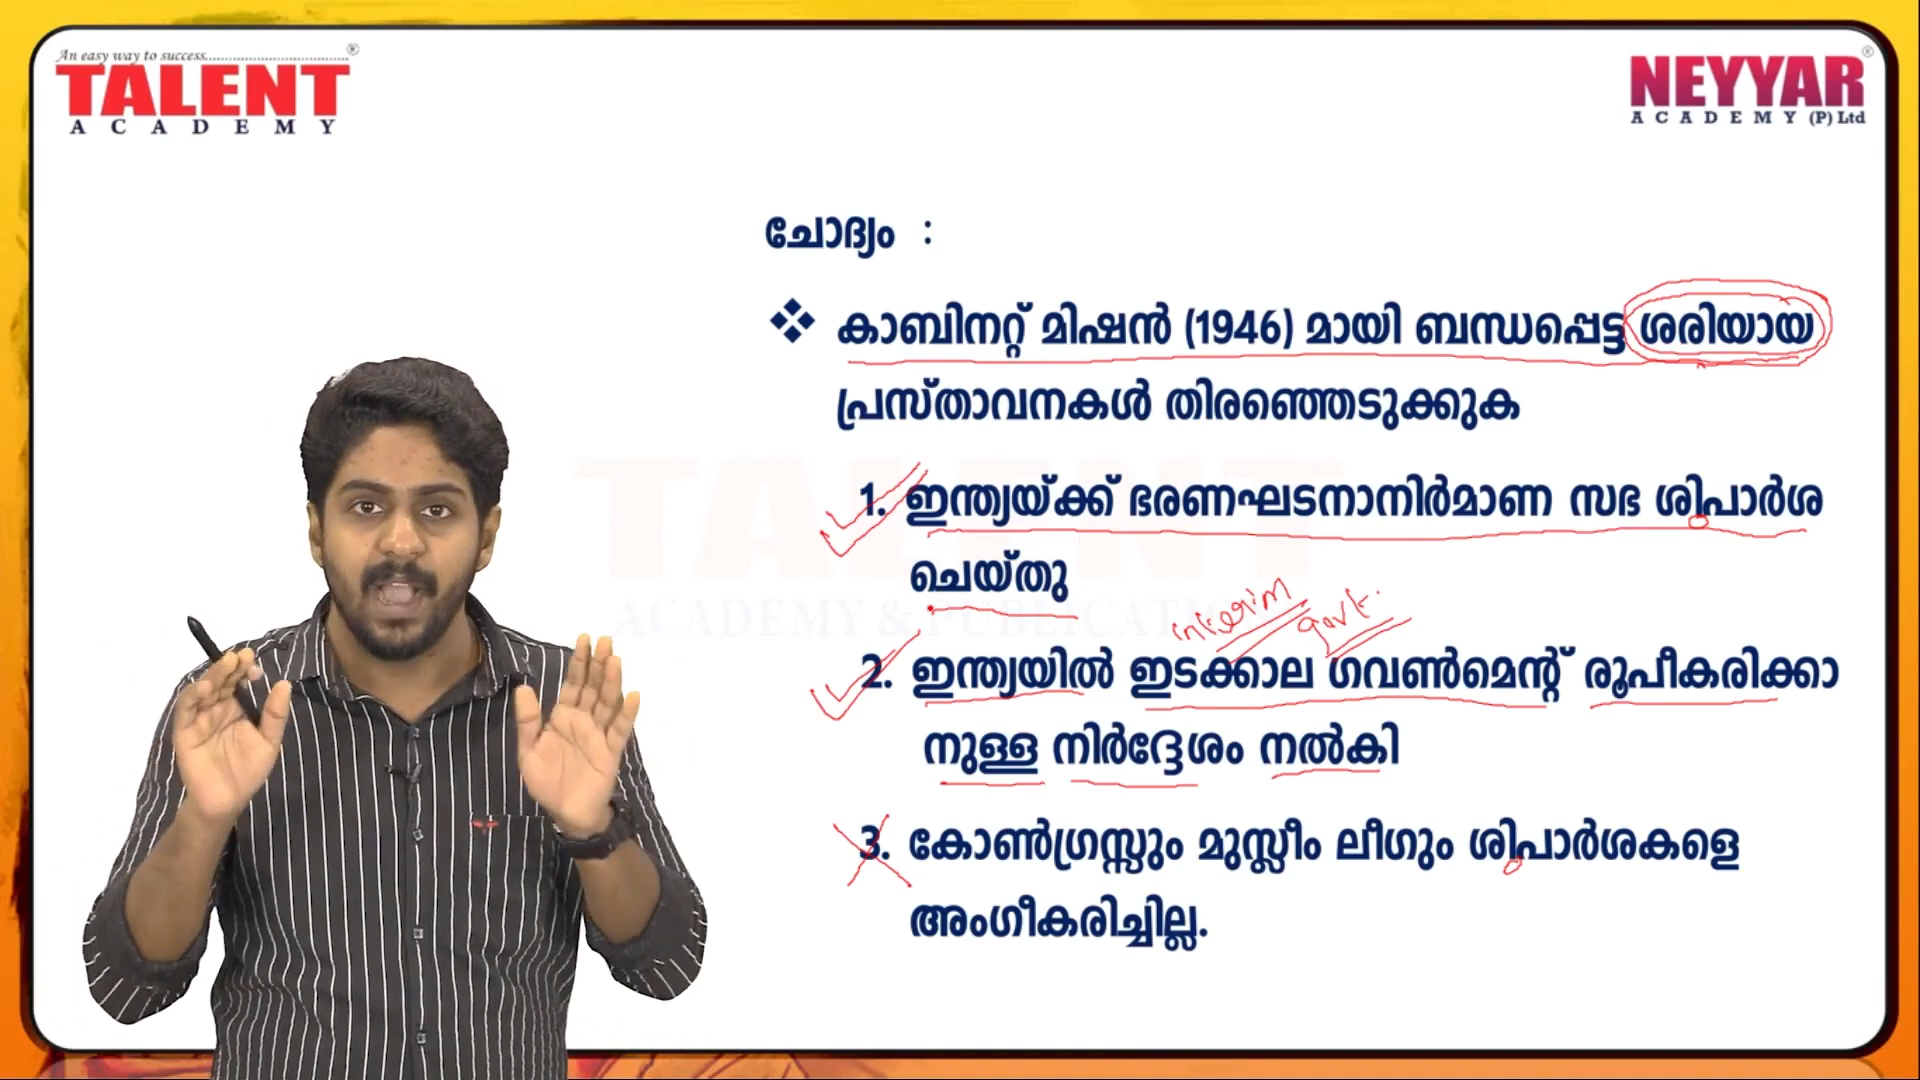 An easy way to success
TALENT
ACADEMY
NEYYAR
ACADEMY (P) Ltd
ചോദ്യം :
❖ കാബിനറ്റ് മിഷൻ (1946) മായി ബന്ധപ്പെട്ട ശരിയായ
പ്രസ്താവനകൾ തിരഞ്ഞെടുക്കുക
1. ഇന്ത്യയ്ക്ക് ഭരണഘടനാനിർമാണ സഭ ശിപാർശ
ചെയ്തു
interim govt.
2. ഇന്ത്യയിൽ ഇടക്കാല ഗവൺമെന്റ് രൂപീകരിക്കാ
നുള്ള നിർദ്ദേശം നൽകി
3. കോൺഗ്രസ്സും മുസ്ലീം ലീഗും ശിപാർശകളെ
അംഗീകരിച്ചില്ല.
TALENT